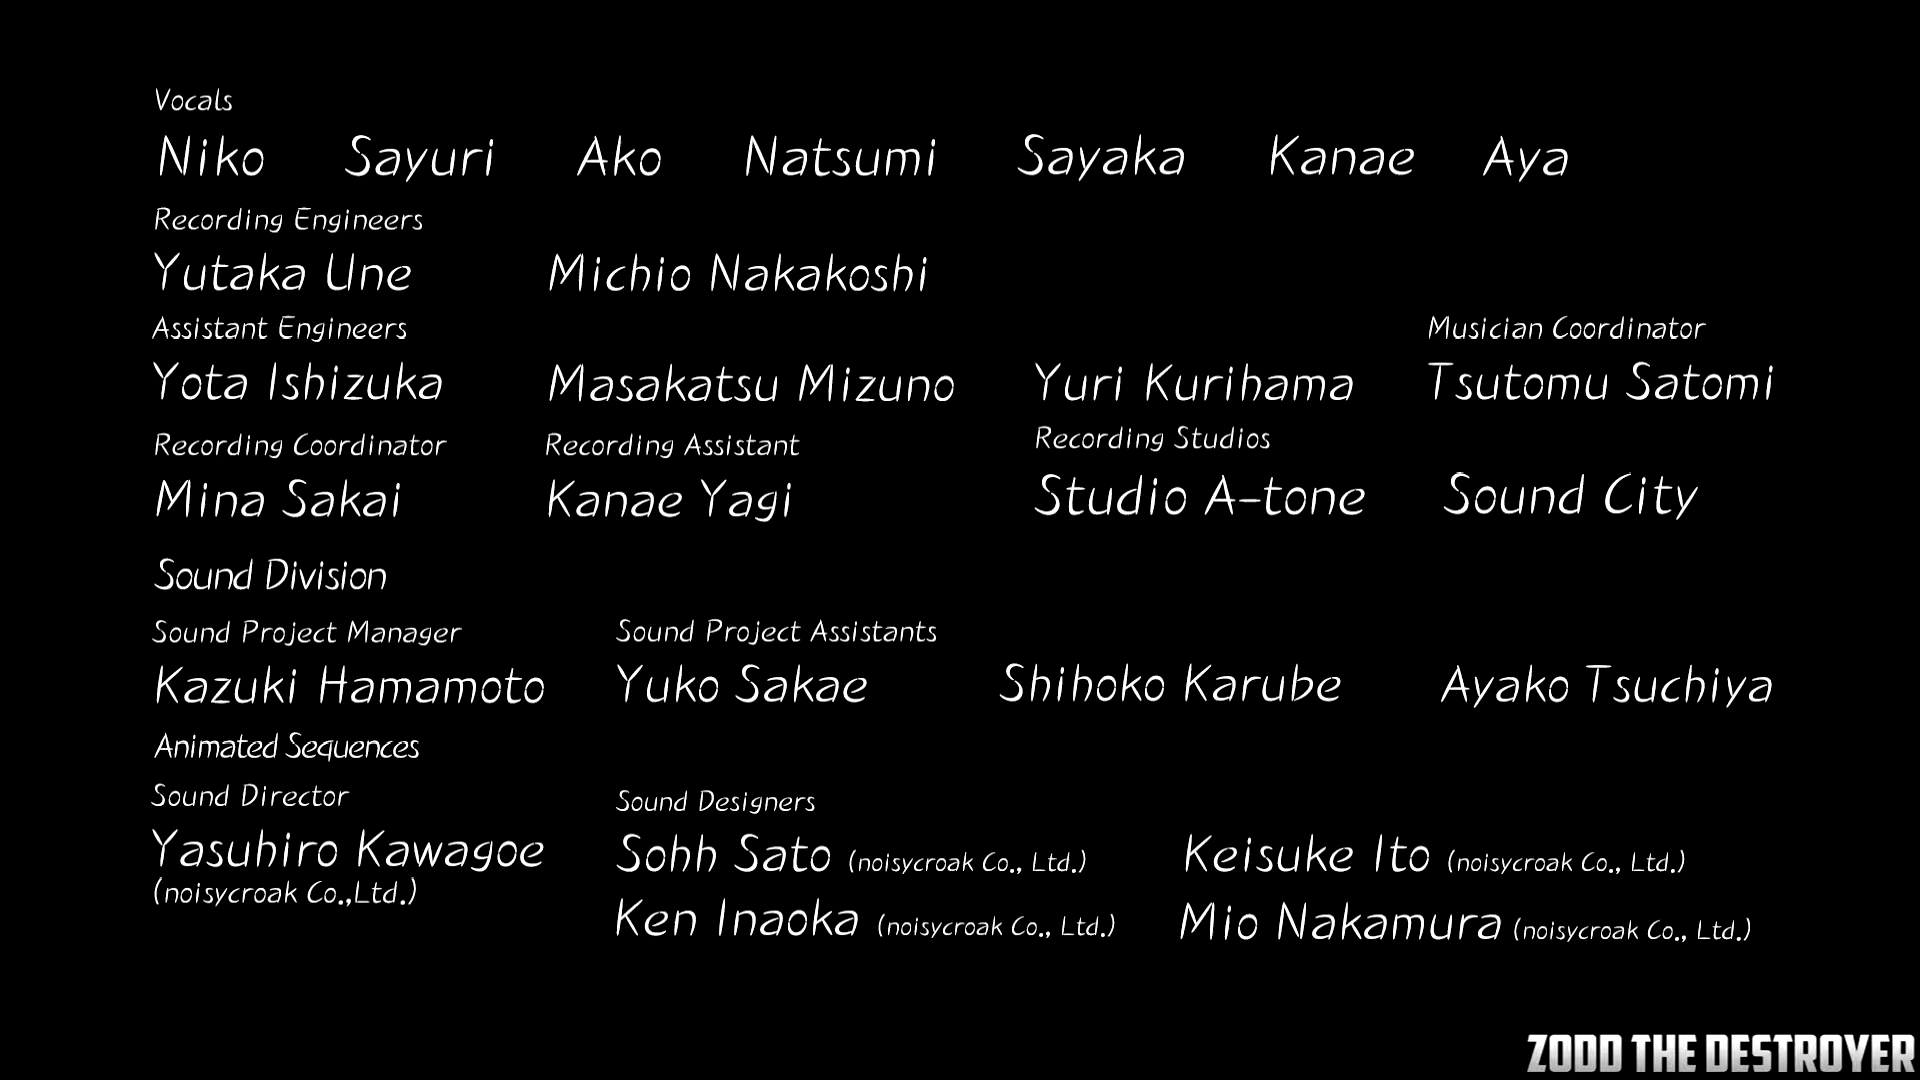 Vocals
Niko Sayuri Ako Natsumi Sayaka Kanae Aya
Recording Engineers
Yutaka Une Michio Nakakoshi
Assistant Engineers Musician Coordinator
Yota Ishizuka Masakatsu Mizuno Yuri Kurihama Tsutomu Satomi
Recording Coordinator Recording Assistant Recording Studios
Mina Sakai Kanae Yagi Studio A-tone Sound City
Sound Division
Sound Project Manager Sound Project Assistants
Kazuki Hamamoto Yuko Sakae Shihoko Karube Ayako Tsuchiya
Animated Sequences
Sound Director Sound Designers
Yasuhiro Kawagoe Sohh Sato (noisycroak Co., Ltd.) Keisuke Ito (noisycroak Co., Ltd.)
(noisycroak Co.,Ltd.)
Ken Inaoka (noisycroak Co., Ltd.) Mio Nakamura (noisycroak Co., Ltd.)
ZODD THE DESTROYER